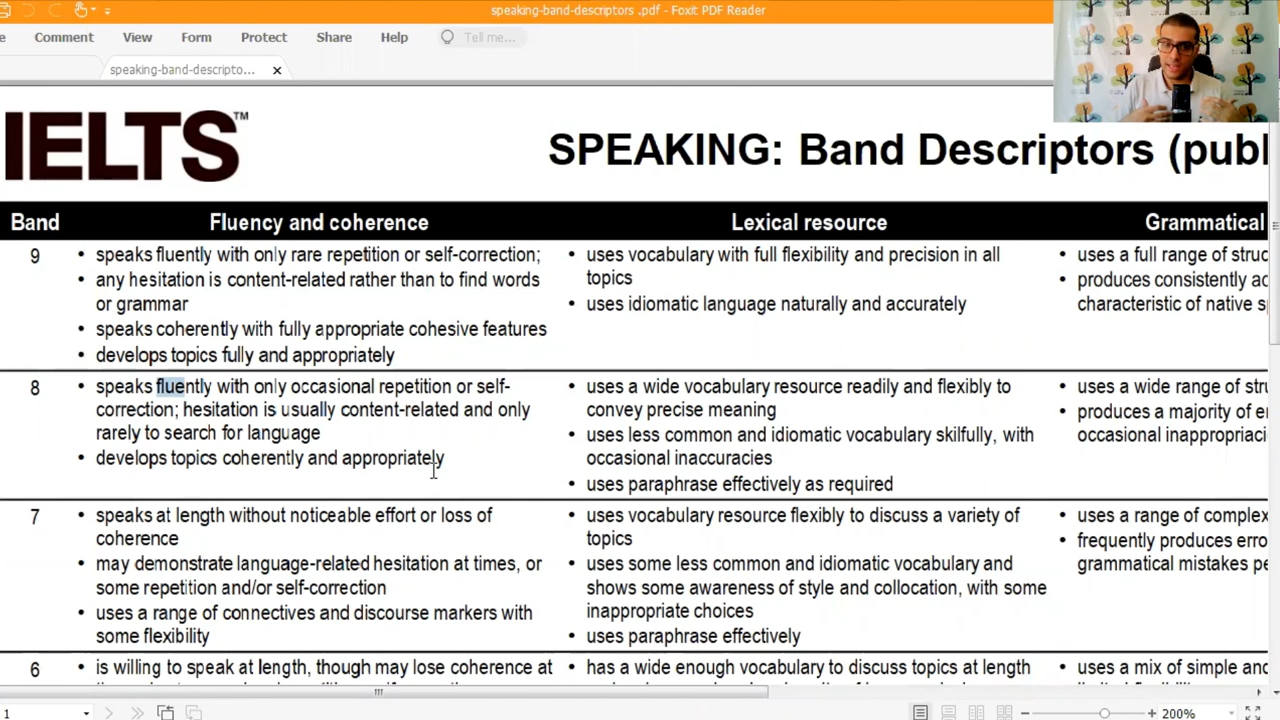 speaking-band-descriptors .pdf - Foxit PDF Reader
Comment View Form Protect Share Help Tell me...
speaking-band-descripto...
IELTS™
SPEAKING: Band Descriptors (publ
Band Fluency and coherence Lexical resource Grammatical
9
• speaks fluently with only rare repetition or self-correction;
• any hesitation is content-related rather than to find words
or grammar
• speaks coherently with fully appropriate cohesive features
• develops topics fully and appropriately
• uses vocabulary with full flexibility and precision in all
topics
• uses idiomatic language naturally and accurately
• uses a full range of struc
• produces consistently ac
characteristic of native s
8
• speaks fluently with only occasional repetition or self-
correction; hesitation is usually content-related and only
rarely to search for language
• develops topics coherently and appropriately
• uses a wide vocabulary resource readily and flexibly to
convey precise meaning
• uses less common and idiomatic vocabulary skilfully, with
occasional inaccuracies
• uses paraphrase effectively as required
• uses a wide range of stru
• produces a majority of er
occasional inappropriaci
7
• speaks at length without noticeable effort or loss of
coherence
• may demonstrate language-related hesitation at times, or
some repetition and/or self-correction
• uses a range of connectives and discourse markers with
some flexibility
• uses vocabulary resource flexibly to discuss a variety of
topics
• uses some less common and idiomatic vocabulary and
shows some awareness of style and collocation, with some
inappropriate choices
• uses paraphrase effectively
• uses a range of complex
• frequently produces erro
grammatical mistakes pe
6
• is willing to speak at length, though may lose coherence at
• has a wide enough vocabulary to discuss topics at length
• uses a mix of simple and
1
200%